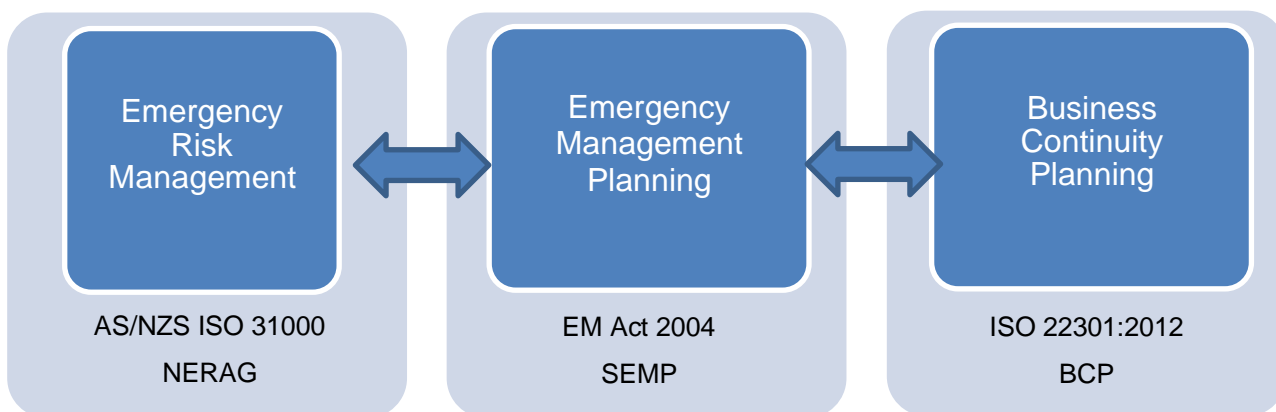 Emergency
Risk
Management
AS/NZS ISO 31000
NERAG
Emergency
Management
Planning
EM Act 2004
SEMP
Business
Continuity
Planning
ISO 22301:2012
BCP